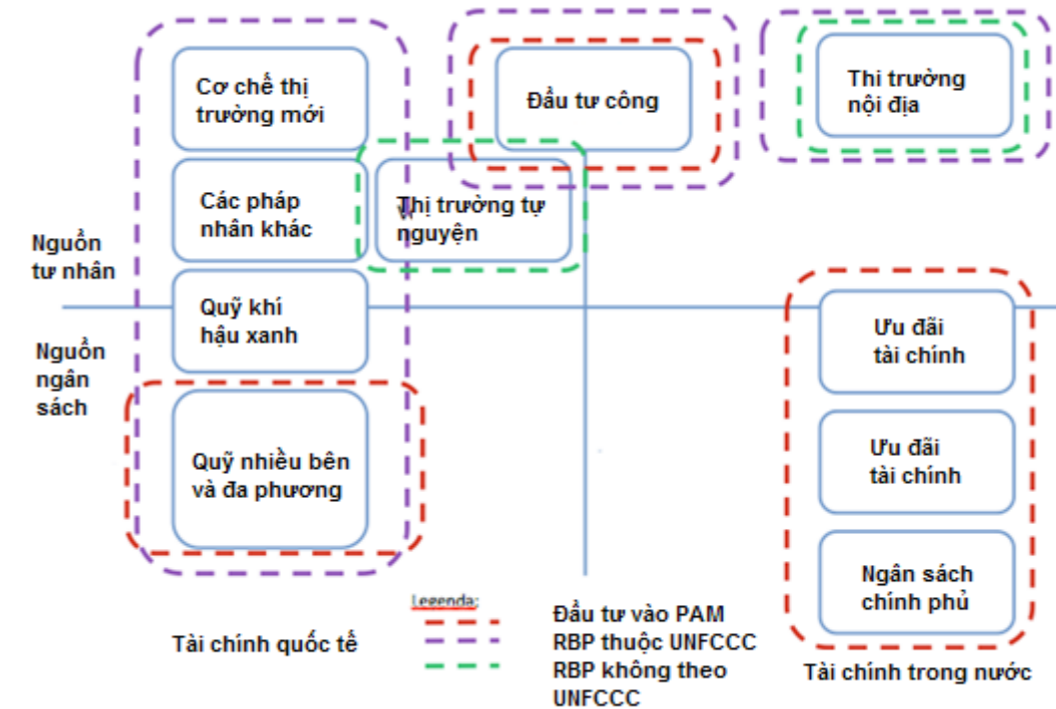 Cơ chế thị
trường mới
Đầu tư công
Thi trường
nội địa
Các pháp
nhân khác
Thị trường tự
nguyện
Nguồn
tư nhân
Quỹ khí
hậu xanh
Ưu đãi
tài chính
Nguồn
ngân
sách
Quỹ nhiều bên
và đa phương
Ưu đãi
tài chính
Ngân sách
chính phủ
Legenda:
Đầu tư vào PAM
RBP thuộc UNFCCC
RBP không theo
UNFCCC
Tài chính quốc tế
Tài chính trong nước